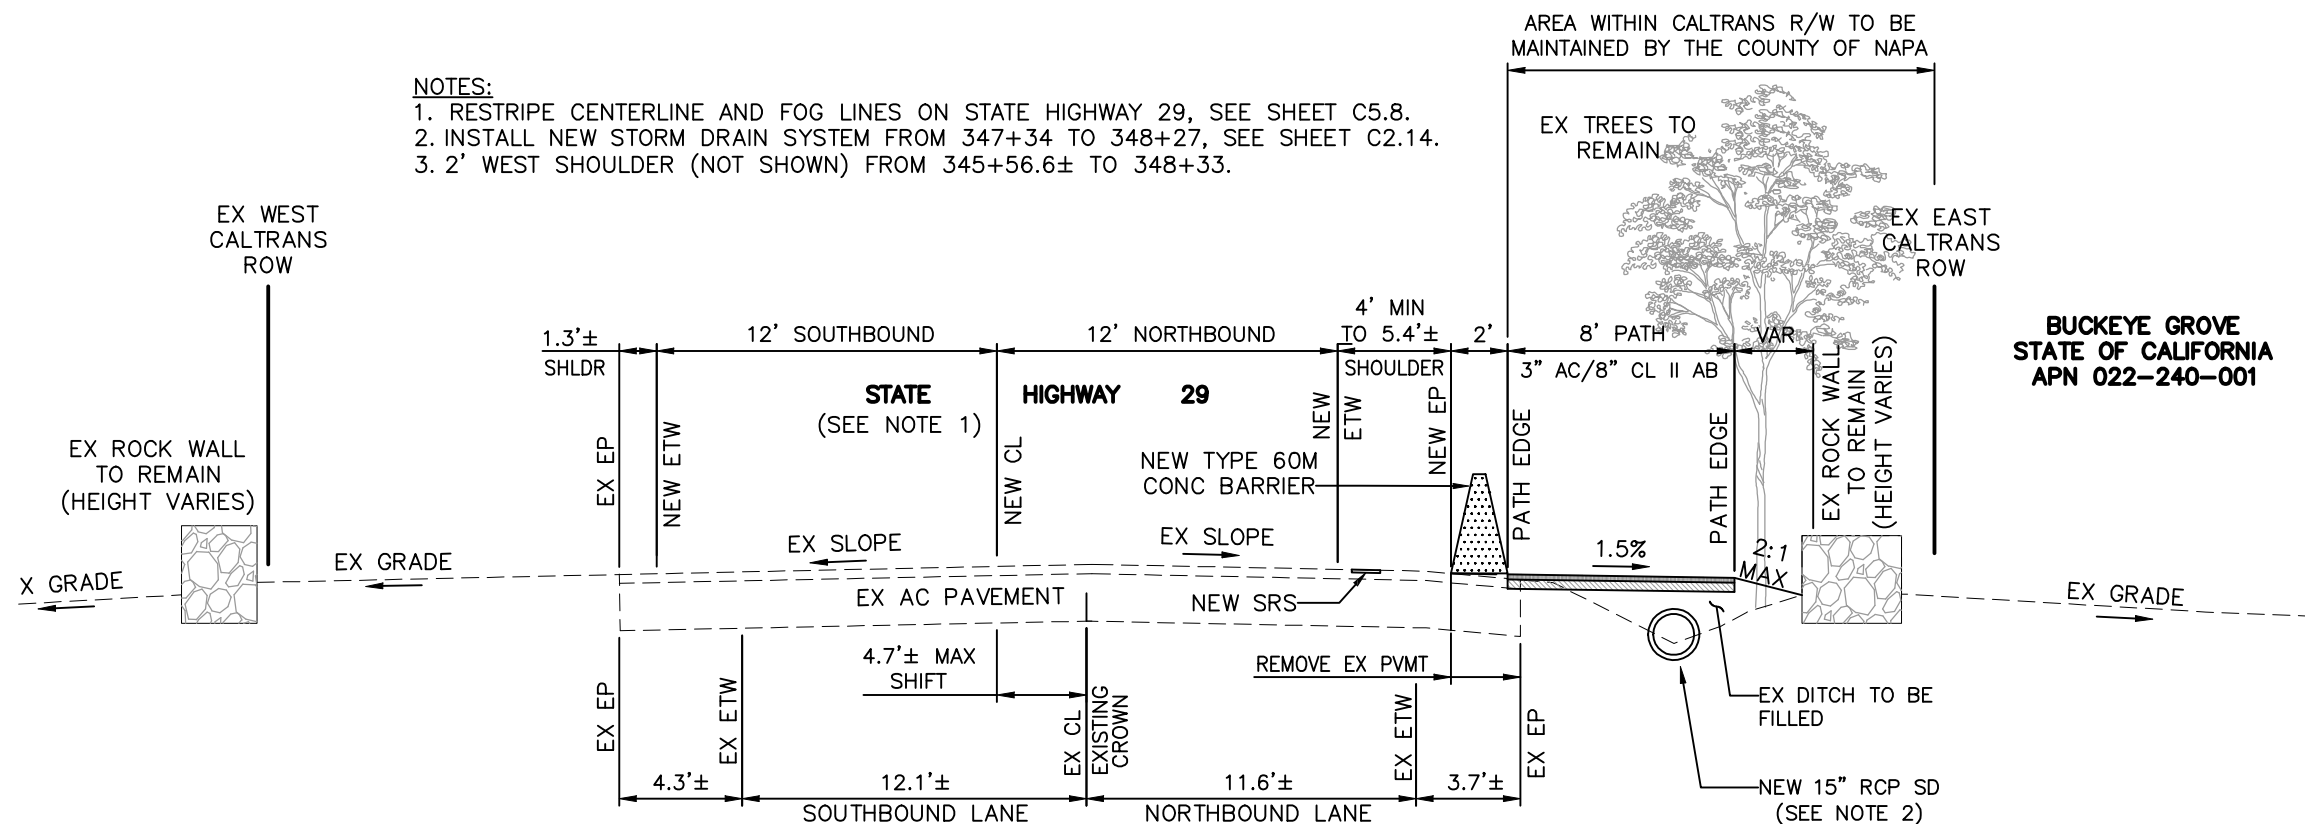 AREA WITHIN CALTRANS R/W TO BE
MAINTAINED BY THE COUNTY OF NAPA
NOTES:
1. RESTRIPE CENTERLINE AND FOG LINES ON STATE HIGHWAY 29, SEE SHEET C5.8.
2. INSTALL NEW STORM DRAIN SYSTEM FROM 347+34 TO 348+27, SEE SHEET C2.14.
3. 2' WEST SHOULDER (NOT SHOWN) FROM 345+56.6± TO 348+33.
EX TREES TO
REMAIN
EX WEST
CALTRANS
ROW
EX EAST
CALTRANS
ROW
1.3'±
SHLDR
12' SOUTHBOUND
12' NORTHBOUND
4' MIN
TO 5.4'±
SHOULDER
2'
8' PATH
3" AC/8" CL II AB
VAR
BUCKEYE GROVE
STATE OF CALIFORNIA
APN 022-240-001
STATE HIGHWAY 29
(SEE NOTE 1)
EX ROCK WALL
TO REMAIN
(HEIGHT VARIES)
EX EP
NEW ETW
NEW CL
NEW
ETW
NEW EP
PATH EDGE
PATH EDGE
EX ROCK WALL
TO REMAIN
(HEIGHT VARIES)
NEW TYPE 60M
CONC BARRIER
X GRADE
EX GRADE
EX SLOPE
EX SLOPE
1.5%
2:1
MAX
EX GRADE
EX AC PAVEMENT
NEW SRS
4.7'± MAX
SHIFT
REMOVE EX PVMT
EX DITCH TO BE
FILLED
EX EP
EX ETW
EX CL
EXISTING
CROWN
EX ETW
EX EP
4.3'±
12.1'±
SOUTHBOUND LANE
11.6'±
NORTHBOUND LANE
3.7'±
NEW 15" RCP SD
(SEE NOTE 2)